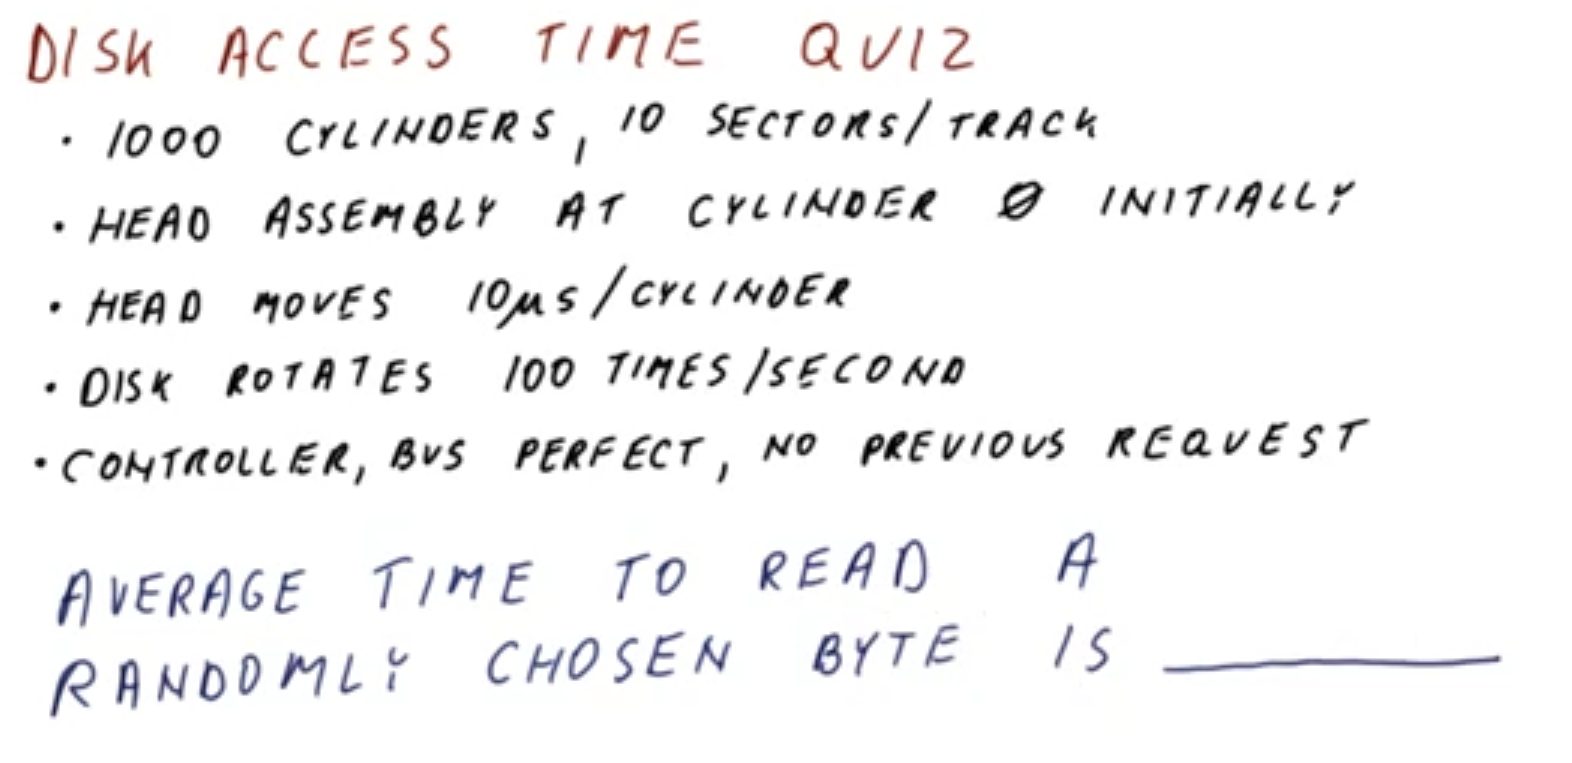 DISK ACCESS TIME QUIZ
• 1000 CYLINDERS, 10 SECTORS/TRACK
• HEAD ASSEMBLY AT CYLINDER 0 INITIALLY
• HEAD MOVES 10µs/CYLINDER
• DISK ROTATES 100 TIMES/SECOND
• CONTROLLER, BUS PERFECT, NO PREVIOUS REQUEST
AVERAGE TIME TO READ A
RANDOMLY CHOSEN BYTE IS ______